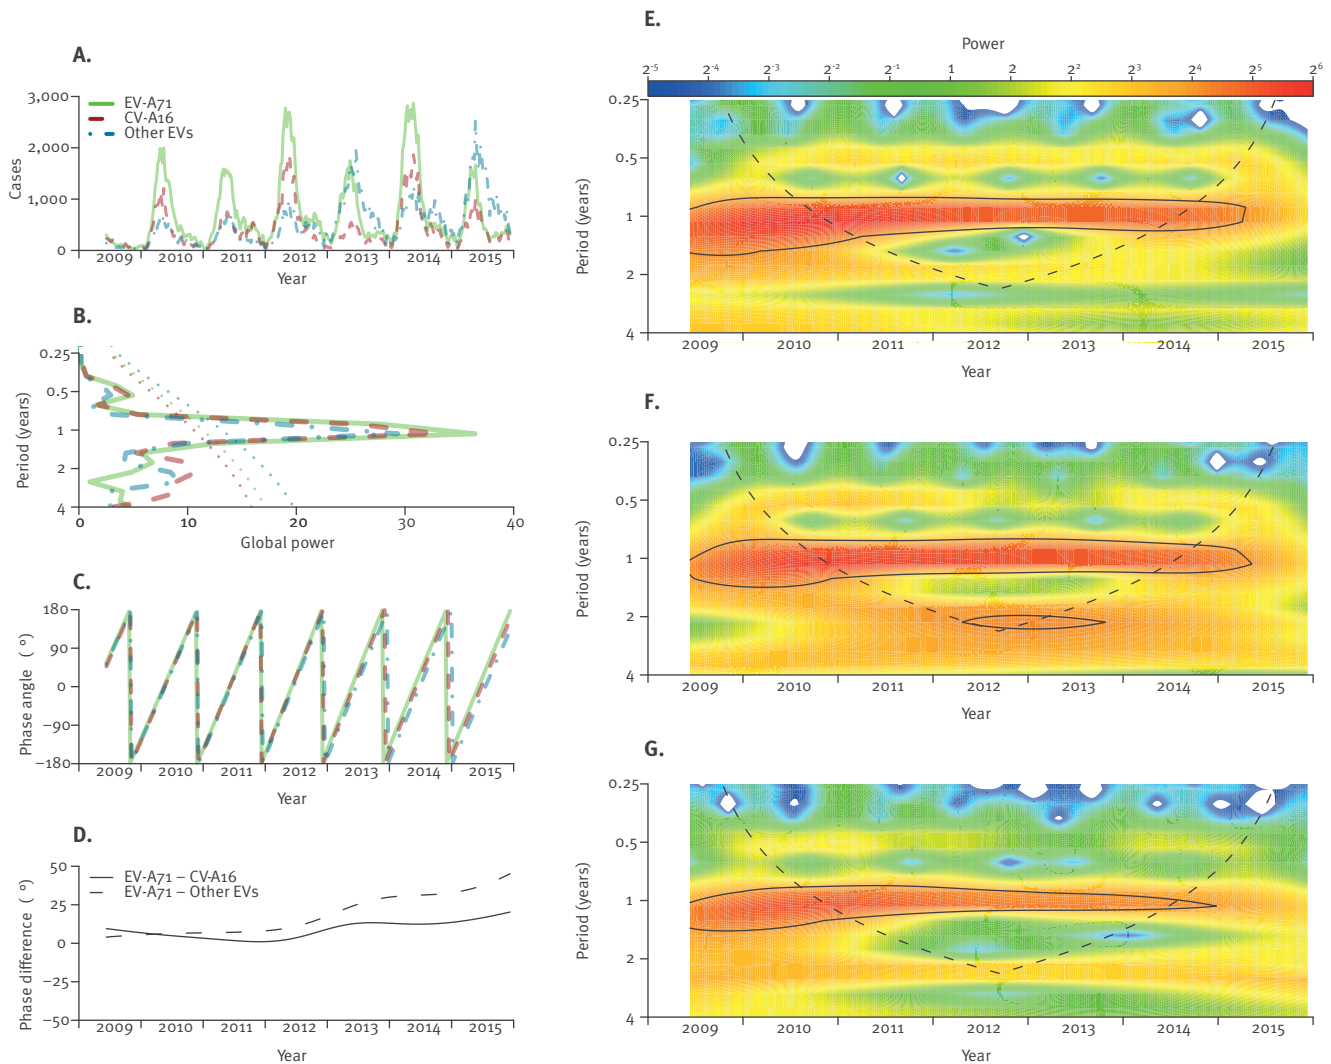 A.
3,000
2,000
1,000
0
Cases
EV-A71
CV-A16
Other EVs
2009 2010 2011 2012 2013 2014 2015
Year
B.
0.25
0.5
1
2
4
Period (years)
0 10 20 30 40
Global power
C.
180
90
0
−90
−180
Phase angle ( º)
2009 2010 2011 2012 2013 2014 2015
Year
D.
50
25
0
−25
−50
Phase difference ( º)
EV-A71 – CV-A16
EV-A71 – Other EVs
2009 2010 2011 2012 2013 2014 2015
Year
E.
Power
2-5 2-4 2-3 2-2 2-1 1 2 2² 2³ 2⁴ 2⁵ 2⁶
0.25
0.5
1
2
4
Period (years)
2009 2010 2011 2012 2013 2014 2015
Year
F.
0.25
0.5
1
2
4
Period (years)
2009 2010 2011 2012 2013 2014 2015
Year
G.
0.25
0.5
1
2
4
Period (years)
2009 2010 2011 2012 2013 2014 2015
Year